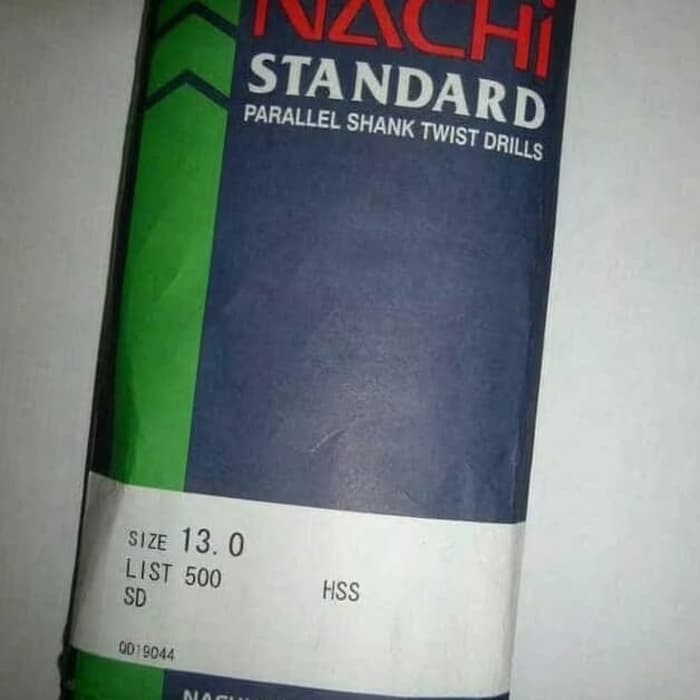 NACHi
STANDARD
PARALLEL SHANK TWIST DRILLS
SIZE 13.0
LIST 500
HSS
SD
QD19044